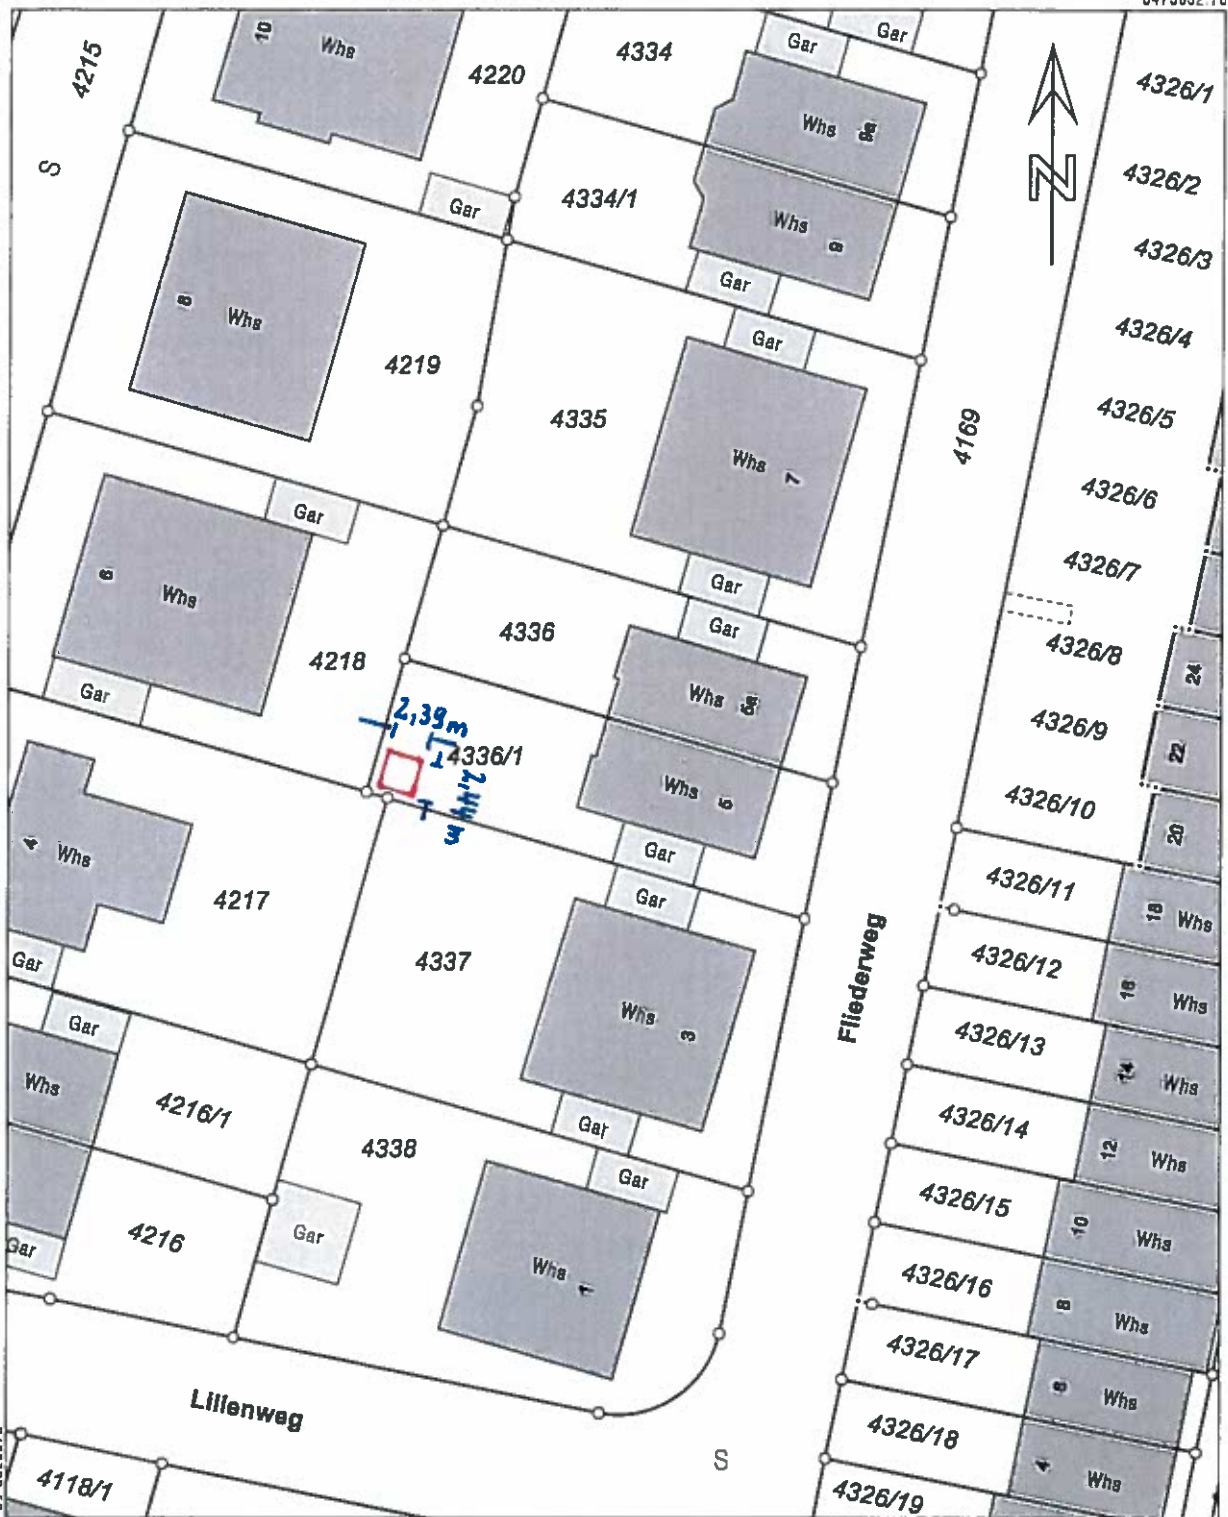 4215
10
Whs
4220
4334
Gar
Gar
4326/1
Whs
9a
S
Gar
4334/1
Whs
8
Gar
N
4326/2
4326/3
8
Whs
4219
4335
Gar
4326/4
Whs
7
4169
4326/5
Gar
4326/6
6
Whs
4218
Gar
4336
Gar
4326/7
4326/8
24
Gar
2,39m
4336/1
2,44m
Whs
6a
Whs
5
4326/9
22
4326/10
20
4
Whs
4217
Gar
Gar
4326/11
18
Whs
Gar
4337
Whs
3
Fliederweg
4326/12
16
Whs
Gar
4326/13
14
Whs
Whs
4216/1
4338
Gar
4326/14
12
Whs
Gar
4216
Gar
Gar
Whs
1
4326/15
10
Whs
4326/16
8
Whs
4326/17
6
Whs
Lilienweg
4326/18
4
Whs
S
4118/1
4326/19